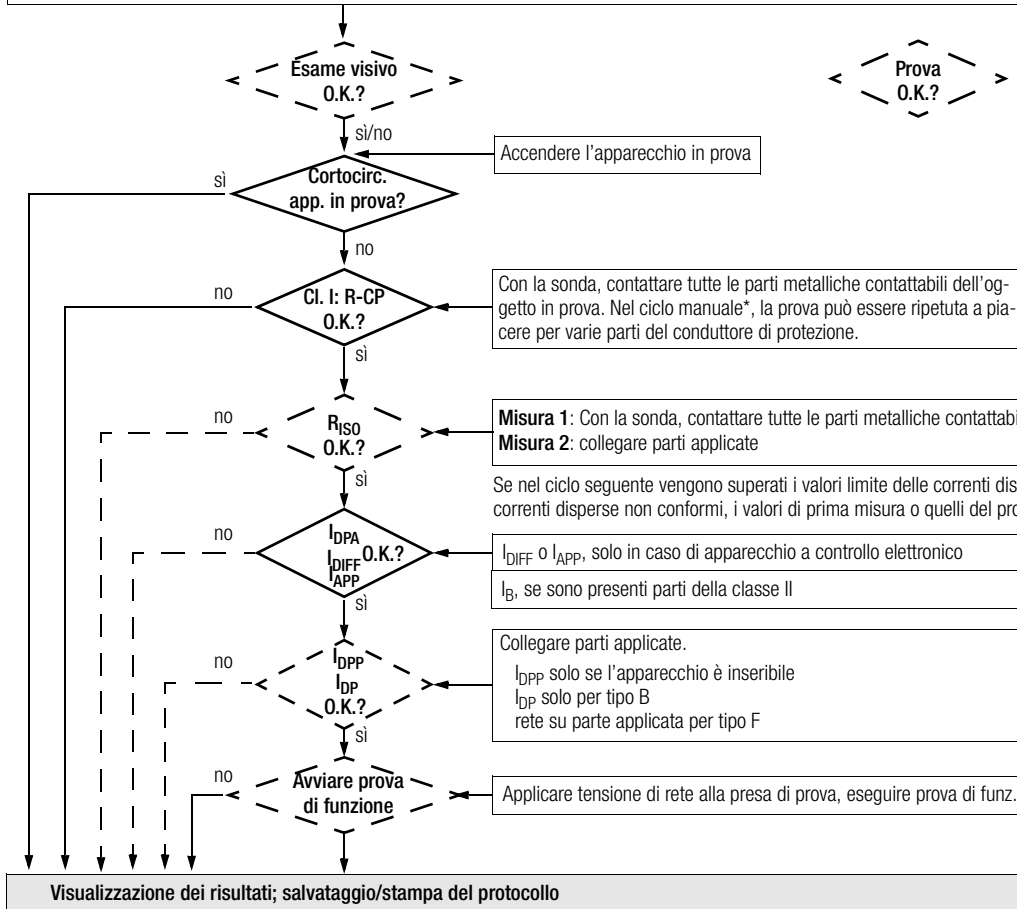 Esame visivo
O.K.?
Prova
O.K.?
sì/no
Accendere l'apparecchio in prova
sì
Cortocirc.
app. in prova?
no
no
Cl. I: R-CP
O.K.?
Con la sonda, contattare tutte le parti metalliche contattabili dell'og-
getto in prova. Nel ciclo manuale*, la prova può essere ripetuta a pia-
cere per varie parti del conduttore di protezione.
sì
no
RISO
O.K.?
Misura 1: Con la sonda, contattare tutte le parti metalliche contattabi
Misura 2: collegare parti applicate
sì
Se nel ciclo seguente vengono superati i valori limite delle correnti dis
correnti disperse non conformi, i valori di prima misura o quelli del pro
no
IDPA
IDIFF O.K.?
IAPP
IDIFF o IAPP, solo in caso di apparecchio a controllo elettronico
IB, se sono presenti parti della classe II
sì
no
IDPP
IDP
O.K.?
Collegare parti applicate.
IDPP solo se l'apparecchio è inseribile
IDP solo per tipo B
rete su parte applicata per tipo F
sì
no
Avviare prova
di funzione
Applicare tensione di rete alla presa di prova, eseguire prova di funz.
Visualizzazione dei risultati; salvataggio/stampa del protocollo